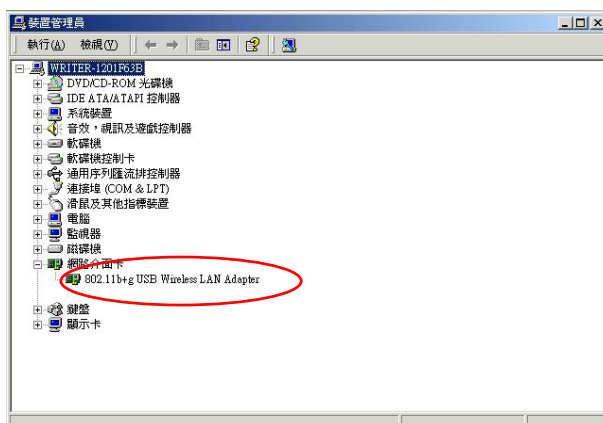 裝置管理員
執行(A) 檢視(V)
WRITER-1201F63B
DVD/CD-ROM 光碟機
IDE ATA/ATAPI 控制器
系統裝置
音效，視訊及遊戲控制器
軟碟機
軟碟機控制卡
通用序列匯流排控制器
連接埠 (COM & LPT)
滑鼠及其他指標裝置
電腦
監視器
磁碟機
網路介面卡
802.11b+g USB Wireless LAN Adapter
鍵盤
顯示卡